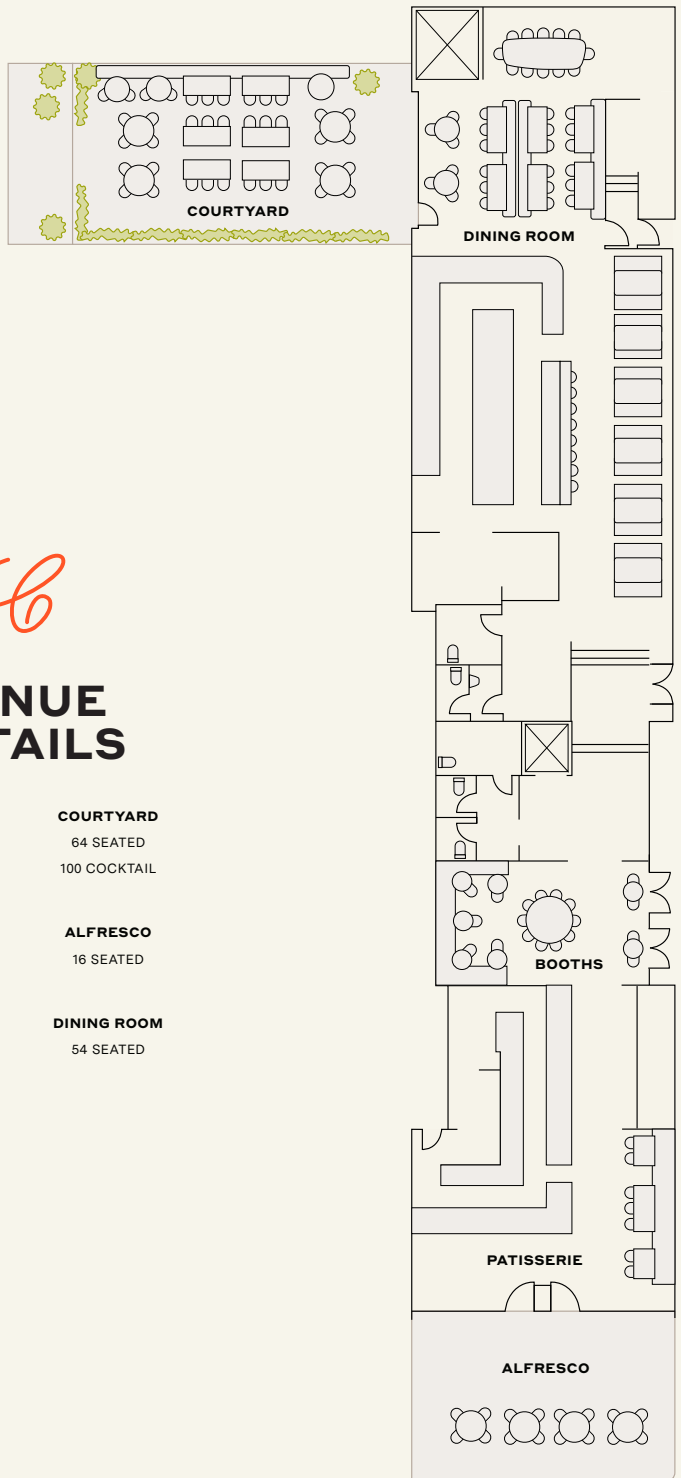 COURTYARD
DINING ROOM
NUE
TAILS
COURTYARD
64 SEATED
100 COCKTAIL
ALFRESCO
16 SEATED
DINING ROOM
54 SEATED
BOOTHS
PATISSERIE
ALFRESCO